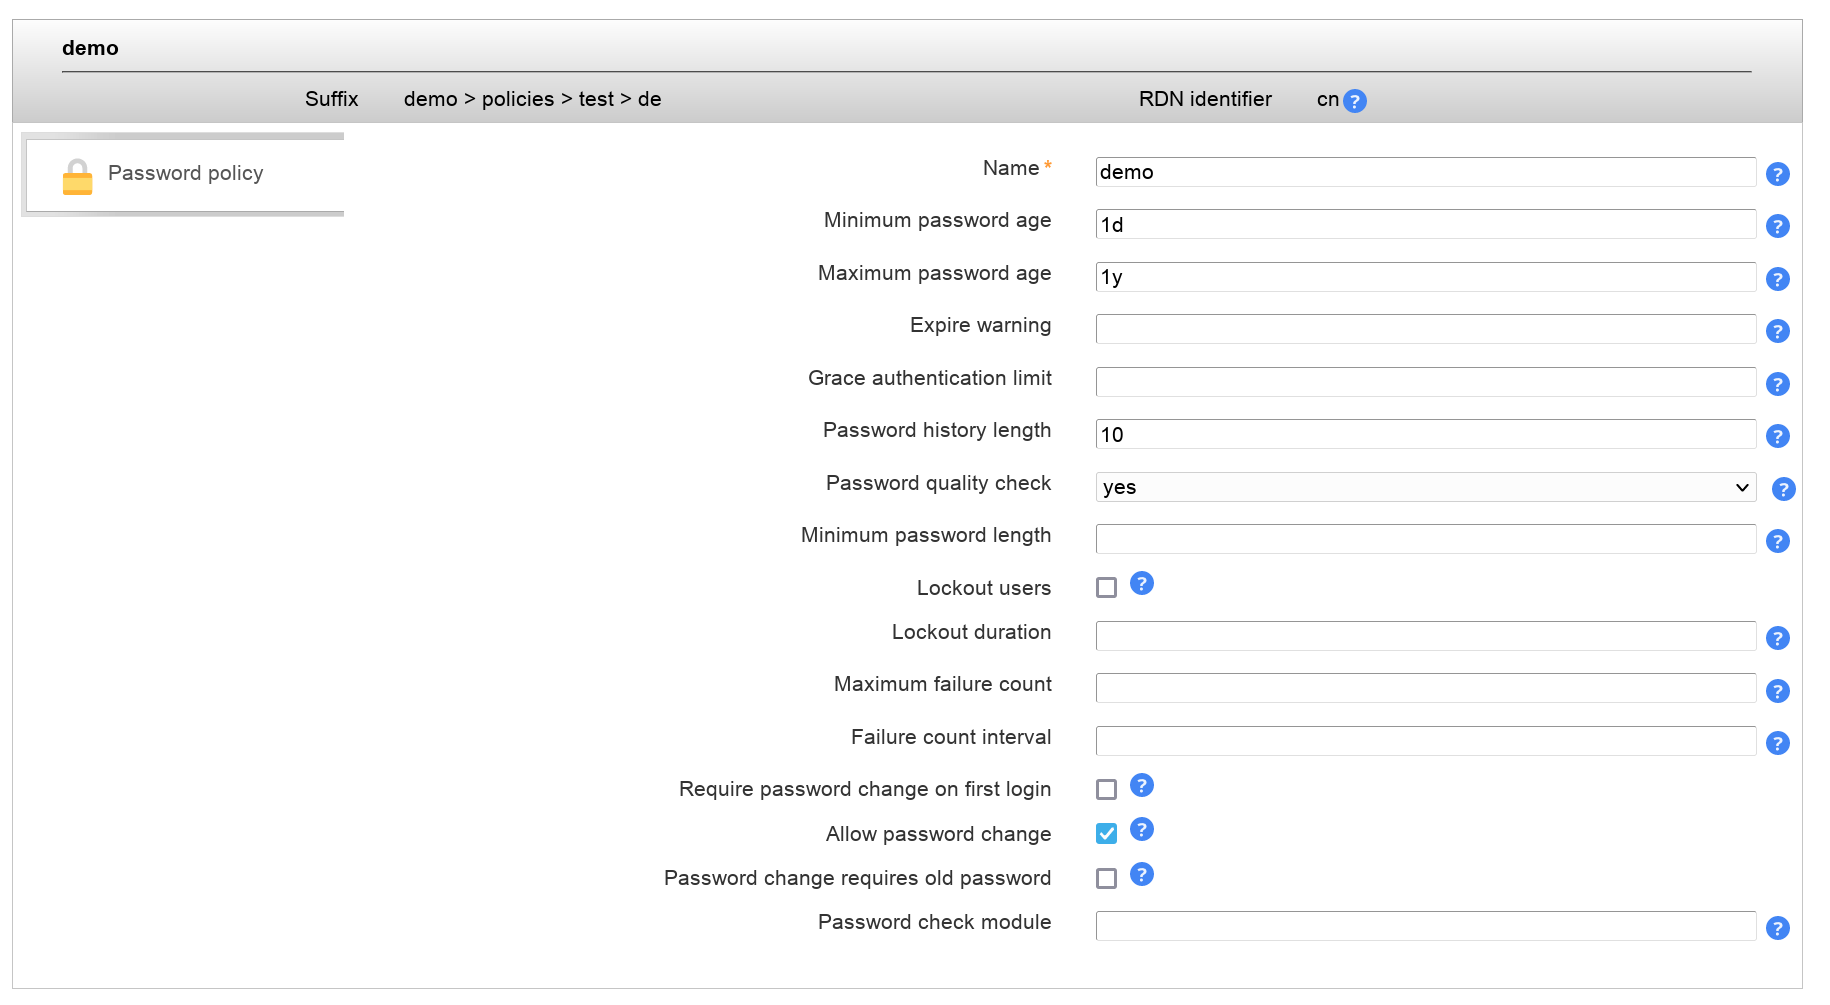 demo
Suffix demo > policies > test > de RDN identifier cn ?
Password policy
Name * demo ?
Minimum password age 1d ?
Maximum password age 1y ?
Expire warning ?
Grace authentication limit ?
Password history length 10 ?
Password quality check yes ?
Minimum password length ?
Lockout users ?
Lockout duration ?
Maximum failure count ?
Failure count interval ?
Require password change on first login ?
Allow password change ?
Password change requires old password ?
Password check module ?